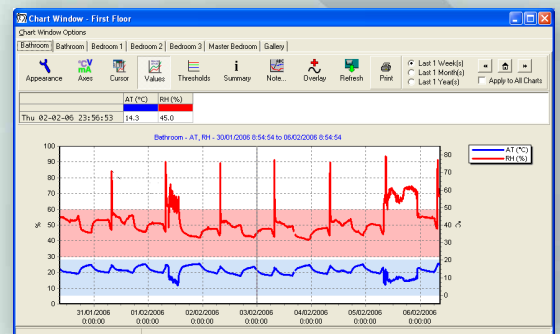 Chart Window - First Floor
Chart Window Options
Bathroom Bathroom Bedroom 1 Bedroom 2 Bedroom 3 Master Bedroom Gallery
Appearance Axes Cursor Values Thresholds Summary Note... Overlay Refresh Print
°CV
mA
ABC
Last 1 Week(s)
Last 1 Month(s)
Last 1 Year(s)
Apply to All Charts
AT (°C) RH (%)
Thu 02-02-06 23:56:53 14.3 45.0
Bathroom - AT, RH - 30/01/2006 8:54:54 to 06/02/2006 8:54:54
AT (°C)
RH (%)
100
90
80
70
60
50
40
30
20
10
0
%
80
70
60
50
40
30
20
10
0
°C
31/01/2006 01/02/2006 02/02/2006 03/02/2006 04/02/2006 05/02/2006 06/02/2006
0:00:00 0:00:00 0:00:00 0:00:00 0:00:00 0:00:00 0:00:00